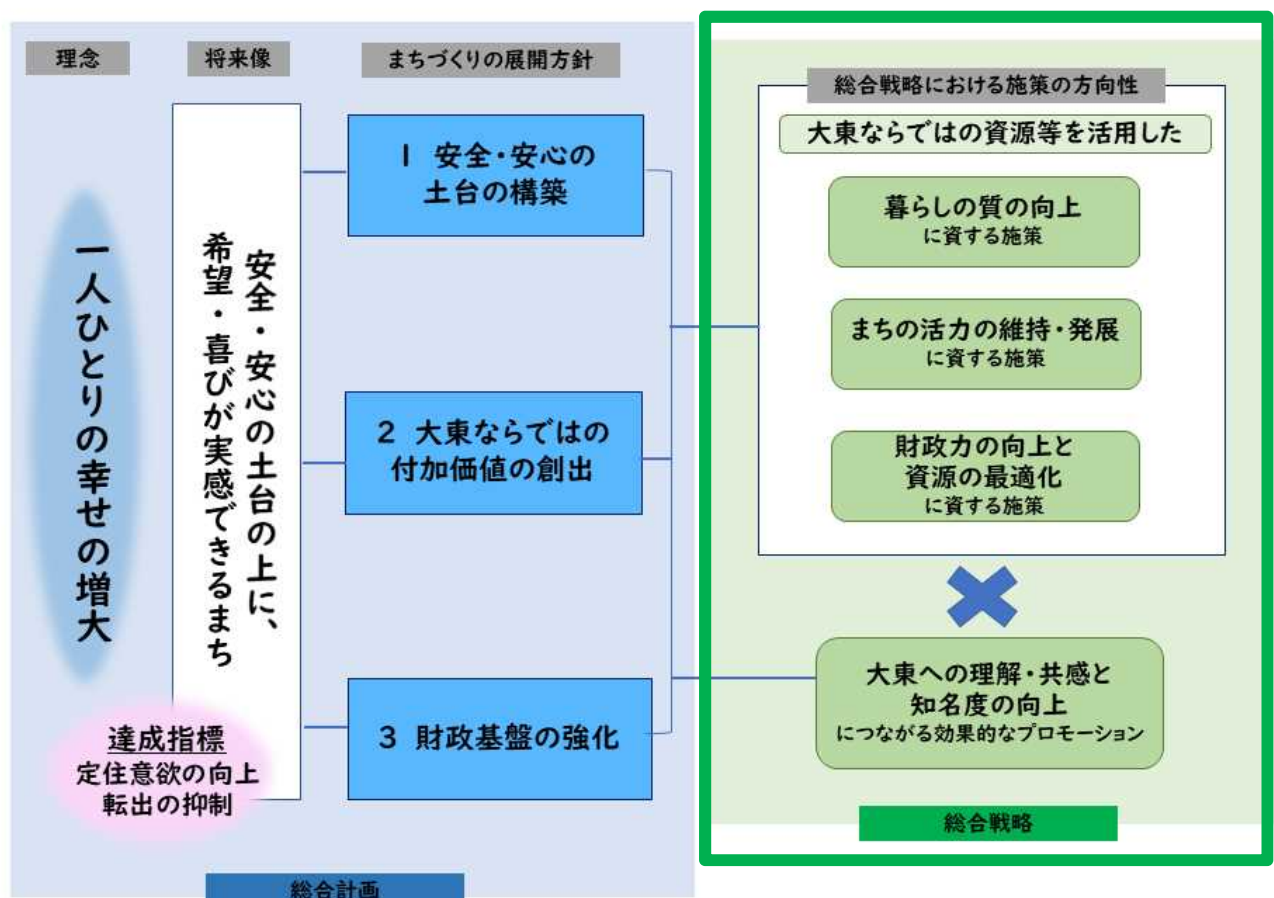 理念
将来像
まちづくりの展開方針
一人ひとりの幸せの増大
安全・安心の土台の上に、
希望・喜びが実感できるまち
達成指標
定住意欲の向上
転出の抑制
1 安全・安心の
土台の構築
2 大東ならではの
付加価値の創出
3 財政基盤の強化
総合計画
総合戦略における施策の方向性
大東ならではの資源等を活用した
暮らしの質の向上
に資する施策
まちの活力の維持・発展
に資する施策
財政力の向上と
資源の最適化
に資する施策
大東への理解・共感と
知名度の向上
につながる効果的なプロモーション
総合戦略